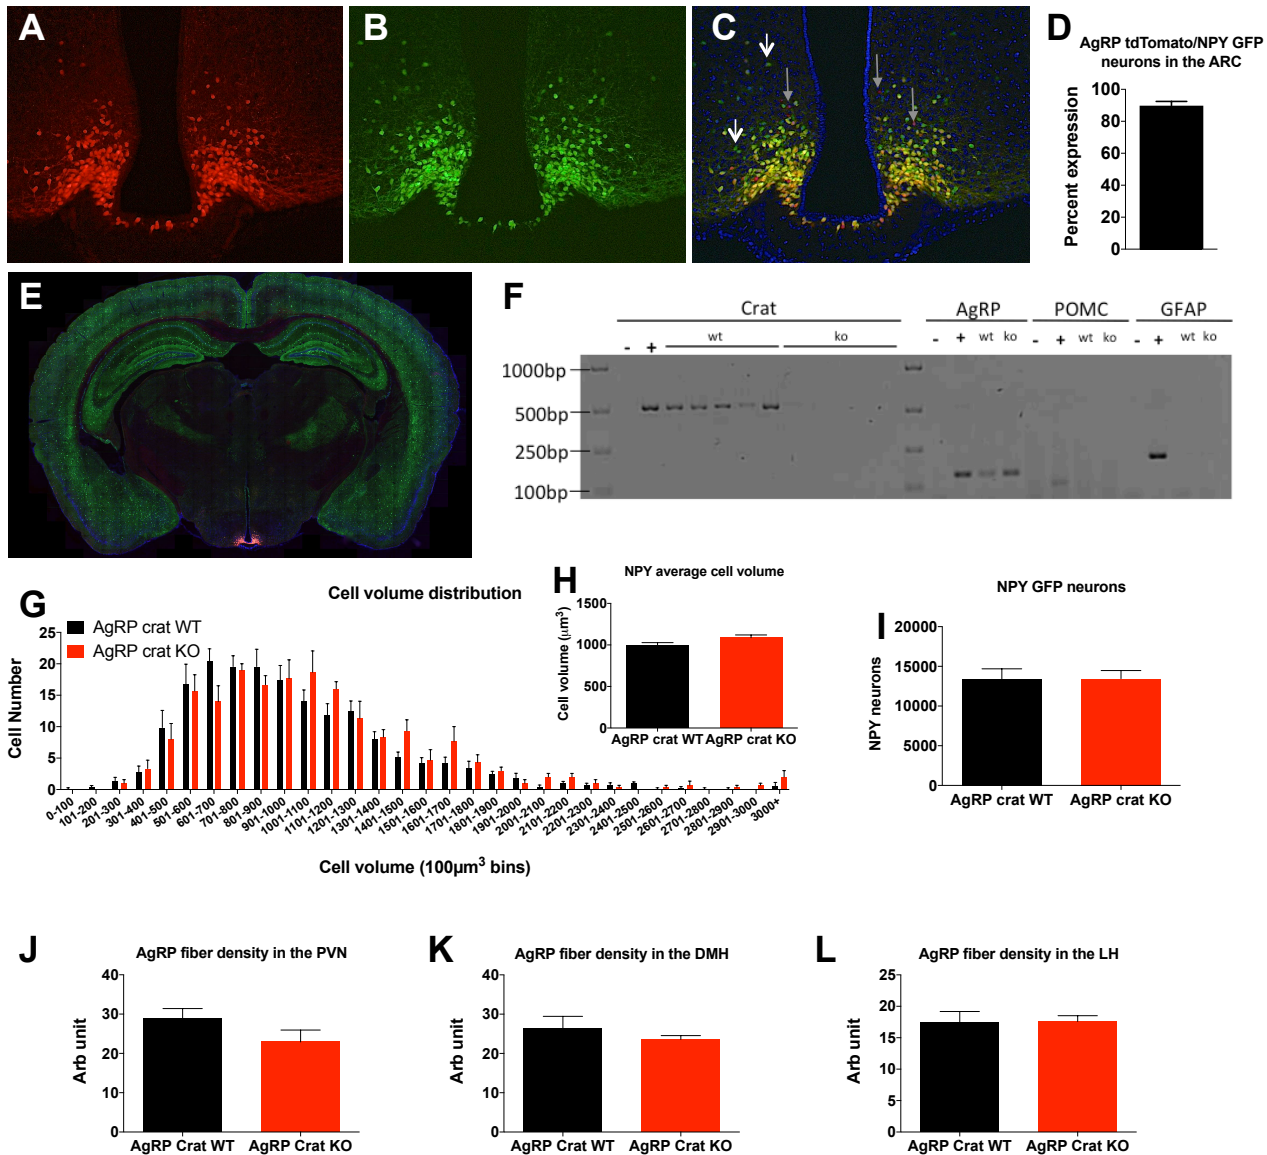 A
B
C
D
AgRP tdTomato/NPY GFP
neurons in the ARC
Percent expression
100
80
60
40
20
0
E
F
Crat
AgRP
POMC
GFAP
wt
ko
- +
- + wt ko
- + wt ko
- + wt ko
1000bp
500bp
250bp
100bp
G
Cell volume distribution
AgRP crat WT
AgRP crat KO
Cell Number
25
20
15
10
5
0
0-100
101-200
201-300
301-400
401-500
501-600
601-700
701-800
801-900
901-1000
1001-1100
1101-1200
1201-1300
1301-1400
1401-1500
1501-1600
1601-1700
1701-1800
1801-1900
1901-2000
2001-2100
2101-2200
2201-2300
2301-2400
2401-2500
2501-2600
2601-2700
2701-2800
2801-2900
2901-3000
3000+
Cell volume (100µm³ bins)
H
NPY average cell volume
Cell volume (µm³)
1500
1000
500
0
AgRP crat WT AgRP crat KO
I
NPY GFP neurons
NPY neurons
20000
15000
10000
5000
0
AgRP crat WT AgRP crat KO
J
AgRP fiber density in the PVN
Arb unit
40
30
20
10
0
AgRP Crat WT AgRP Crat KO
K
AgRP fiber density in the DMH
Arb unit
40
30
20
10
0
AgRP Crat WT AgRP Crat KO
L
AgRP fiber density in the LH
Arb unit
25
20
15
10
5
0
AgRP Crat WT AgRP Crat KO